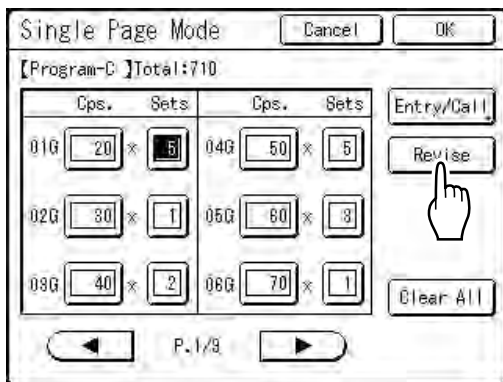 Single Page Mode Cancel OK
【Program-C 】Total:710
Cps. Sets Cps. Sets Entry/Call
01G 20 × 5 04G 50 × 5 Revise
02G 30 × 1 05G 60 × 3
03G 40 × 2 06G 70 × 1 Clear All
◀ P.1/9 ▶